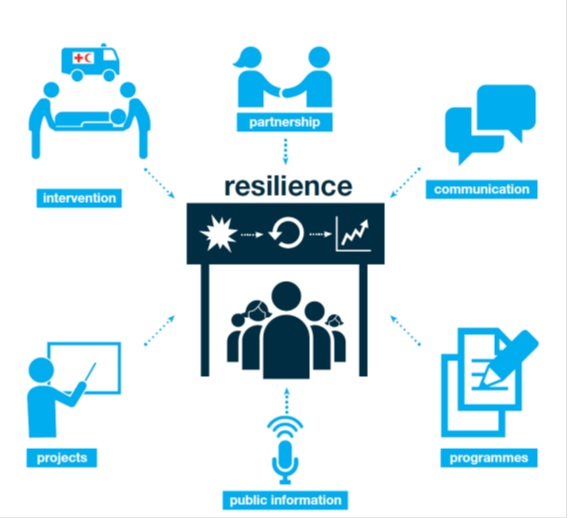 partnership
resilience
intervention
communication
projects
programmes
public information